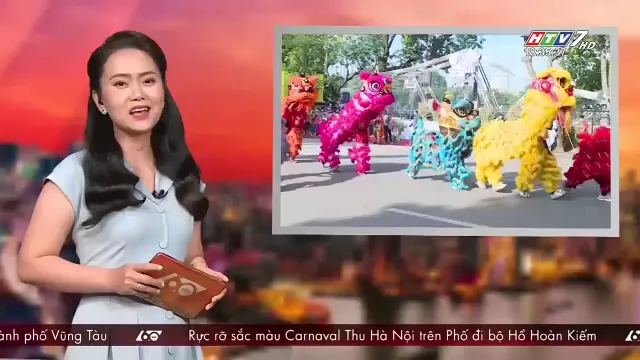 HTV7 HD
ành phố Vũng Tàu
60
Rực rỡ sắc màu Carnaval Thu Hà Nội trên Phố đi bộ Hồ Hoàn Kiếm